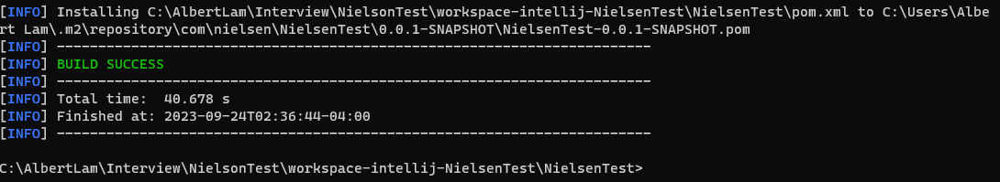 [INFO] Installing C:\AlbertLam\Interview\NielsonTest\workspace-intellij-NielsenTest\NielsenTest\pom.xml to C:\Users\Albe
rt Lam\.m2\repository\com\nielsen\NielsenTest\0.0.1-SNAPSHOT\NielsenTest-0.0.1-SNAPSHOT.pom
[INFO] ------------------------------------------------------------------------
[INFO] BUILD SUCCESS
[INFO] ------------------------------------------------------------------------
[INFO] Total time:  40.678 s
[INFO] Finished at: 2023-09-24T02:36:44-04:00
[INFO] ------------------------------------------------------------------------
C:\AlbertLam\Interview\NielsonTest\workspace-intellij-NielsenTest\NielsenTest>